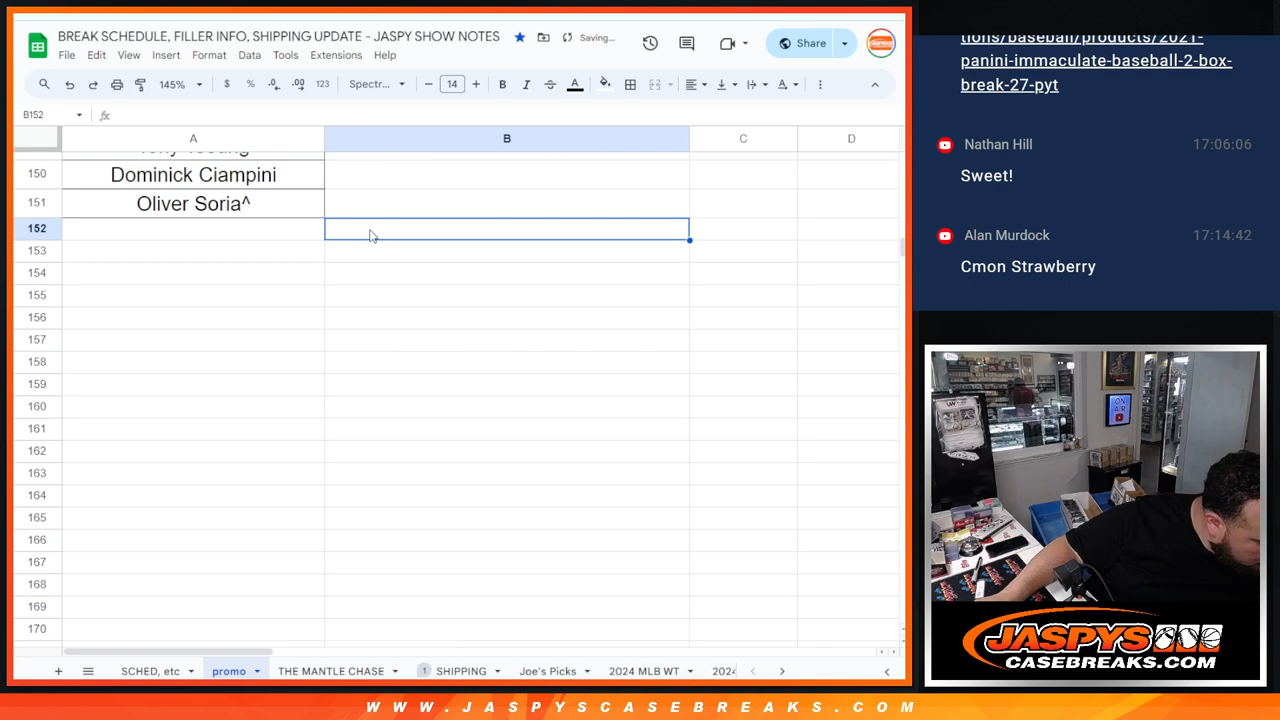 BREAK SCHEDULE, FILLER INFO, SHIPPING UPDATE - JASPY SHOW NOTES
Saving...
Share
File Edit View Insert Format Data Tools Extensions Help
145% $ % .0 .00 123 Spectr... 14 B I A
B152 fx
A B C D
150 Dominick Ciampini
151 Oliver Soria^
152
153
154
155
156
157
158
159
160
161
162
163
164
165
166
167
168
169
170
SCHED, etc promo THE MANTLE CHASE 1 SHIPPING Joe's Picks 2024 MLB WT 2024
tions/baseball/products/2021-
panini-immaculate-baseball-2-box-
break-27-pyt
Nathan Hill 17:06:06
Sweet!
Alan Murdock 17:14:42
Cmon Strawberry
ON
AIR
JASPYS
CASEBREAKS.COM
WWW.JASPYSCASEBREAKS.COM